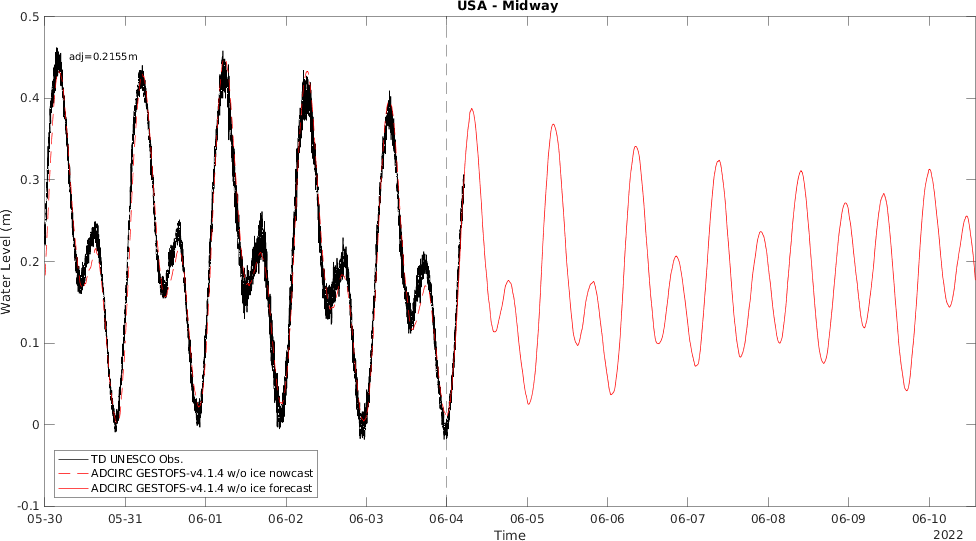 USA - Midway
0.5
adj=0.2155m
0.4
0.3
Water Level (m)
0.2
0.1
0
TD UNESCO Obs.
ADCIRC GESTOFS-v4.1.4 w/o ice nowcast
ADCIRC GESTOFS-v4.1.4 w/o ice forecast
-0.1
05-30 05-31 06-01 06-02 06-03 06-04 06-05 06-06 06-07 06-08 06-09 06-10
Time
2022